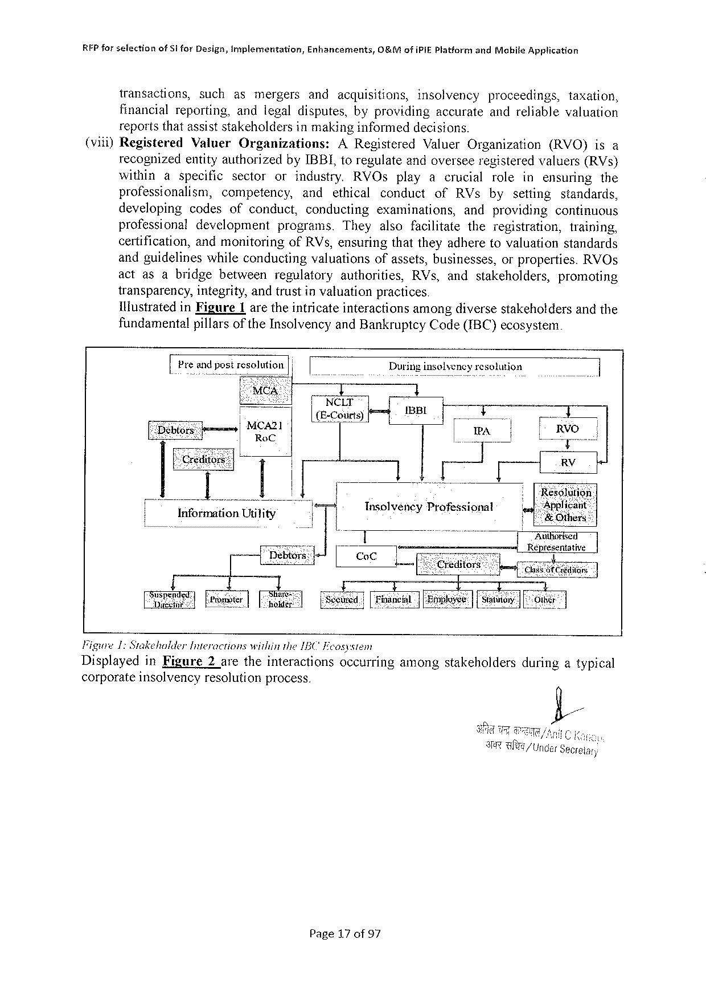 RFP for selection of SI for Design, Implementation, Enhancements, O&M of iPIE Platform and Mobile Application
transactions, such as mergers and acquisitions, insolvency proceedings, taxation,
financial reporting, and legal disputes, by providing accurate and reliable valuation
reports that assist stakeholders in making informed decisions.
(viii) Registered Valuer Organizations: A Registered Valuer Organization (RVO) is a
recognized entity authorized by IBBI, to regulate and oversee registered valuers (RVs)
within a specific sector or industry. RVOs play a crucial role in ensuring the
professionalism, competency, and ethical conduct of RVs by setting standards,
developing codes of conduct, conducting examinations, and providing continuous
professional development programs. They also facilitate the registration, training,
certification, and monitoring of RVs, ensuring that they adhere to valuation standards
and guidelines while conducting valuations of assets, businesses, or properties. RVOs
act as a bridge between regulatory authorities, RVs, and stakeholders, promoting
transparency, integrity, and trust in valuation practices.
Illustrated in Figure 1 are the intricate interactions among diverse stakeholders and the
fundamental pillars of the Insolvency and Bankruptcy Code (IBC) ecosystem.
Pre and post resolution
During insolvency resolution
MCA
NCLT
(E-Courts)
IBBI
MCA21
RoC
Debtors
IPA
RVO
Creditors
RV
Information Utility
Insolvency Professional
Resolution
Applicant
& Others
Authorised
Representative
Debtors
CoC
Creditors
Class of Creditors
Suspended
Director
Promoter
Share-
holder
Secured
Financial
Employee
Statutory
Other
Figure 1: Stakeholder Interactions within the IBC Ecosystem
Displayed in Figure 2 are the interactions occurring among stakeholders during a typical
corporate insolvency resolution process.
अनिल चन्द्र /Anil C
अवर सचिव/Under Secretary
Page 17 of 97